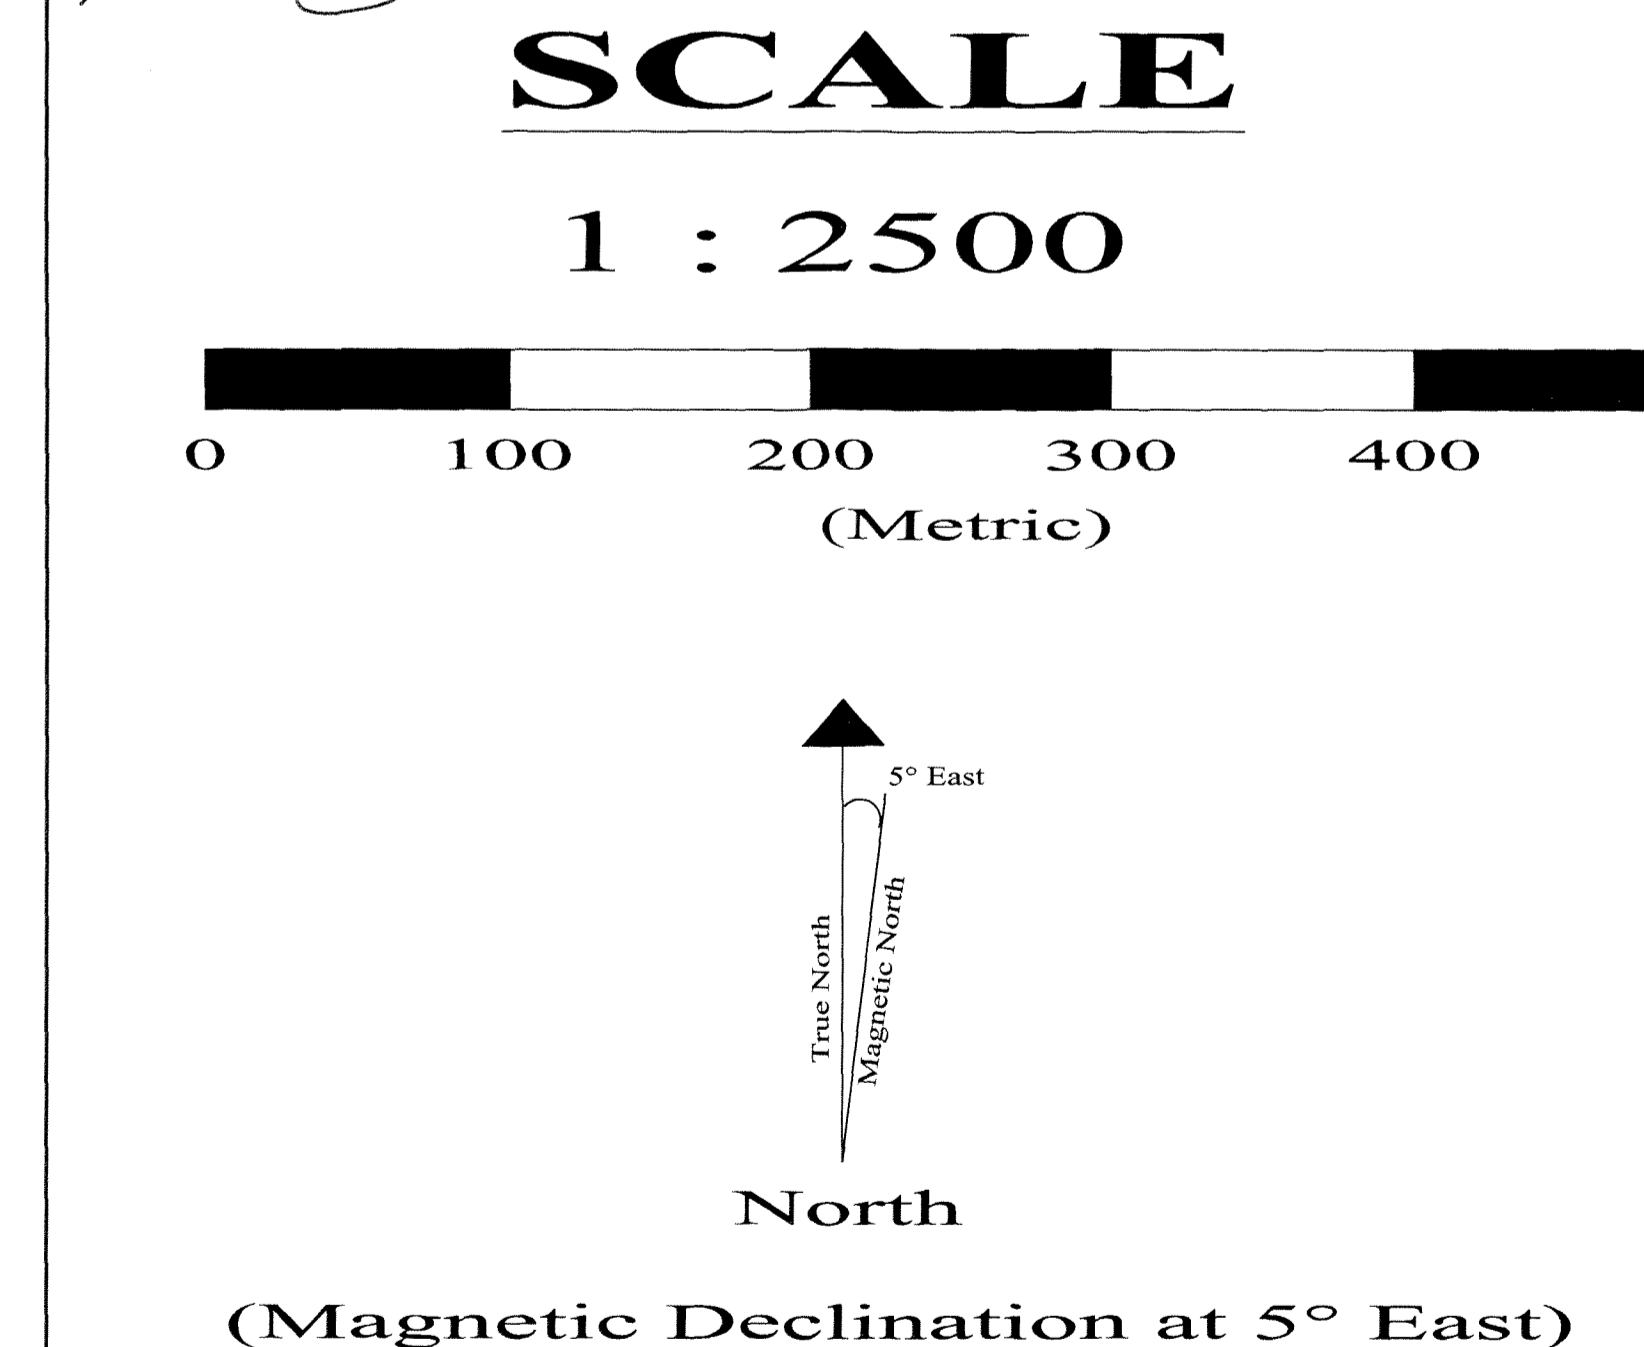 SCALE
1 : 2500
0 100 200 300 400
(Metric)
5° East
True North
Magnetic North
North
(Magnetic Declination at 5° East)